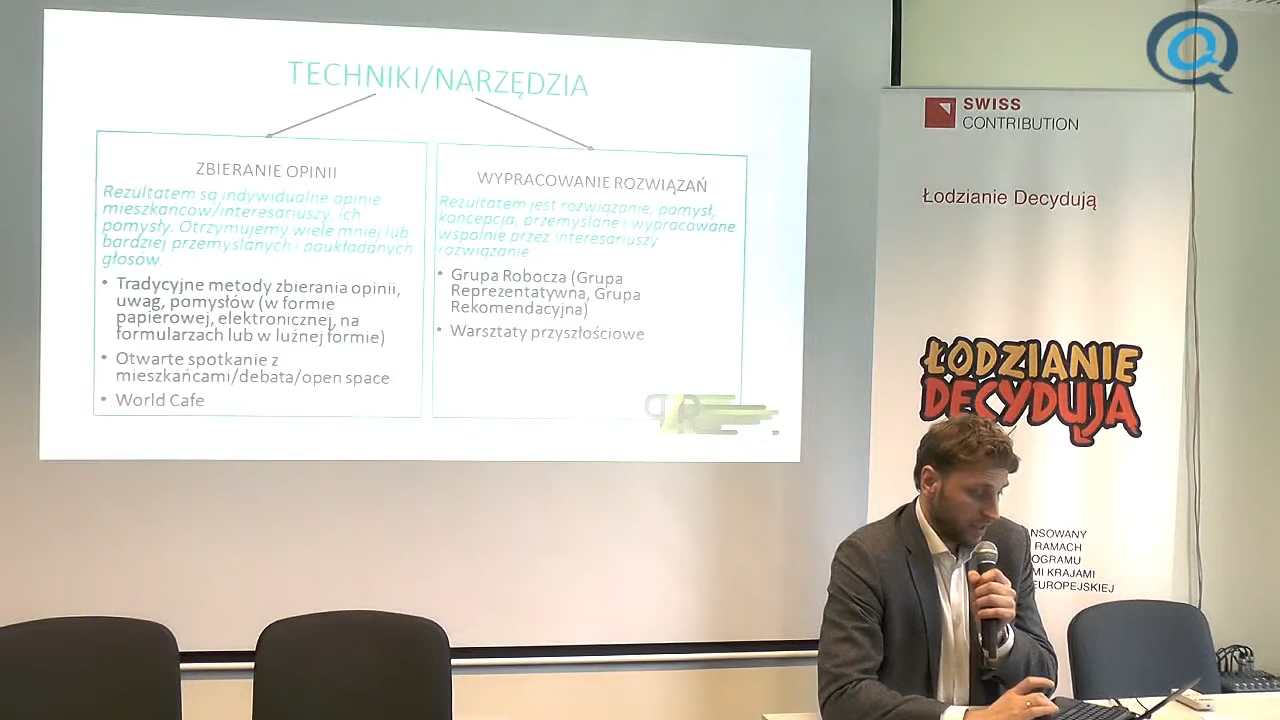 TECHNIKI/NARZĘDZIA
ZBIERANIE OPINII
Rezultatem są indywidualne opinie
mieszkańców/interesariuszy, ich
pomysły. Otrzymujemy wiele mniej lub
bardziej przemyślanych i poukładanych
głosów.
• Tradycyjne metody zbierania opinii,
uwag, pomysłów (w formie
papierowej, elektronicznej, na
formularzach lub w luźnej formie)
• Otwarte spotkanie z
mieszkańcami/debata/open space
• World Cafe
WYPRACOWANIE ROZWIĄZAŃ
Rezultatem jest rozwiązanie, pomysł,
koncepcja, przemyślane i wypracowane
wspólnie przez interesariuszy
rozwiązanie
• Grupa Robocza (Grupa
Reprezentatywna, Grupa
Rekomendacyjna)
• Warsztaty przyszłościowe
SWISS
CONTRIBUTION
Łodzianie Decydują
ŁODZIANIE
DECYDUJĄ
NSOWANY
RAMACH
OGRAMU
MI KRAJAMI
EUROPEJSKIEJ